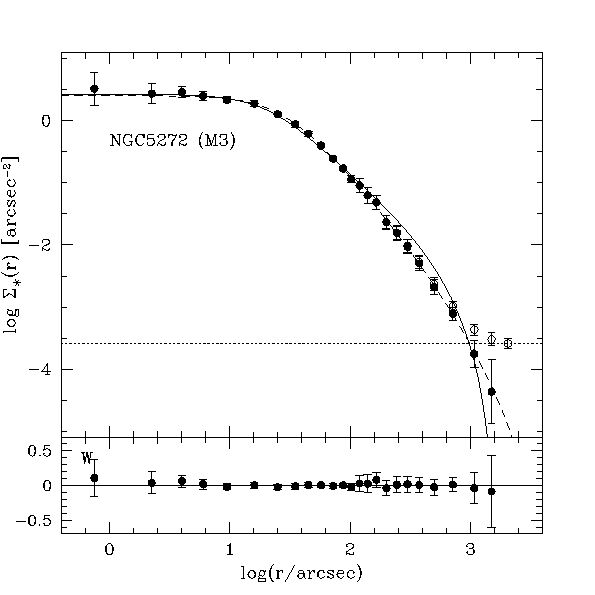 0
NGC5272 (M3)
−2
−4
log Σ*(r) [arcsec⁻²]
0.5
W
0
−0.5
0 1 2 3
log(r/arcsec)